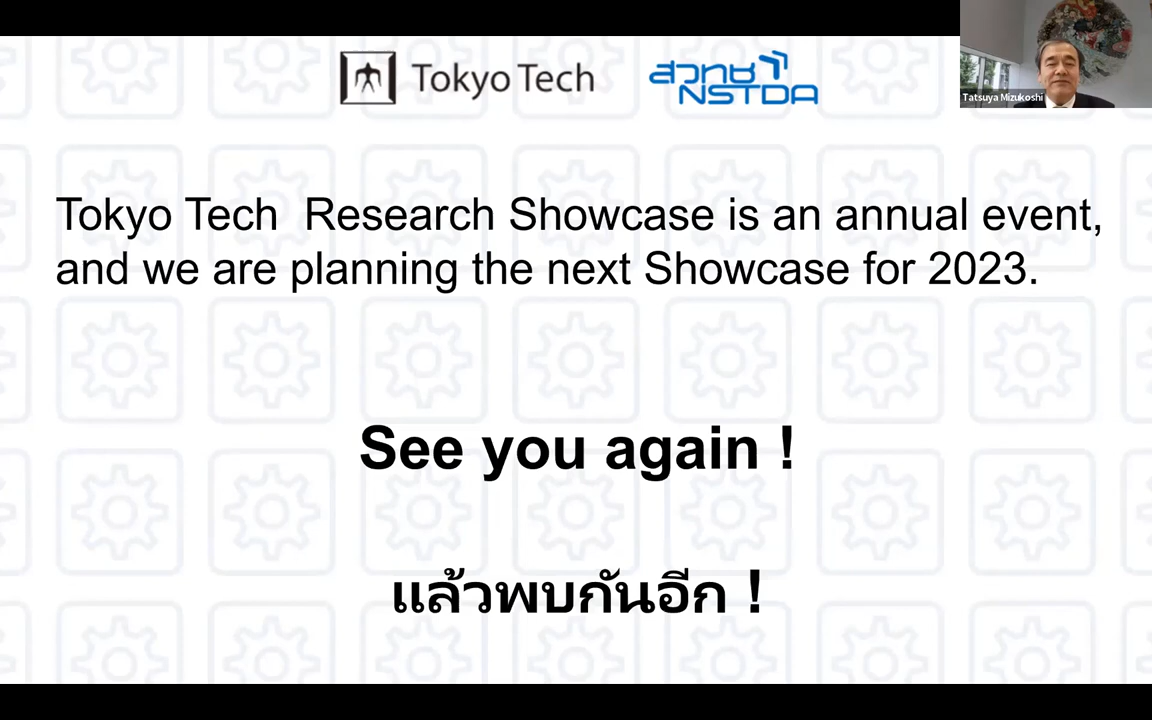 Tokyo Tech
สวทช
NSTDA
Tatsuya Mizukoshi
Tokyo Tech  Research Showcase is an annual event,
and we are planning the next Showcase for 2023.
See you again !
แล้วพบกันอีก !